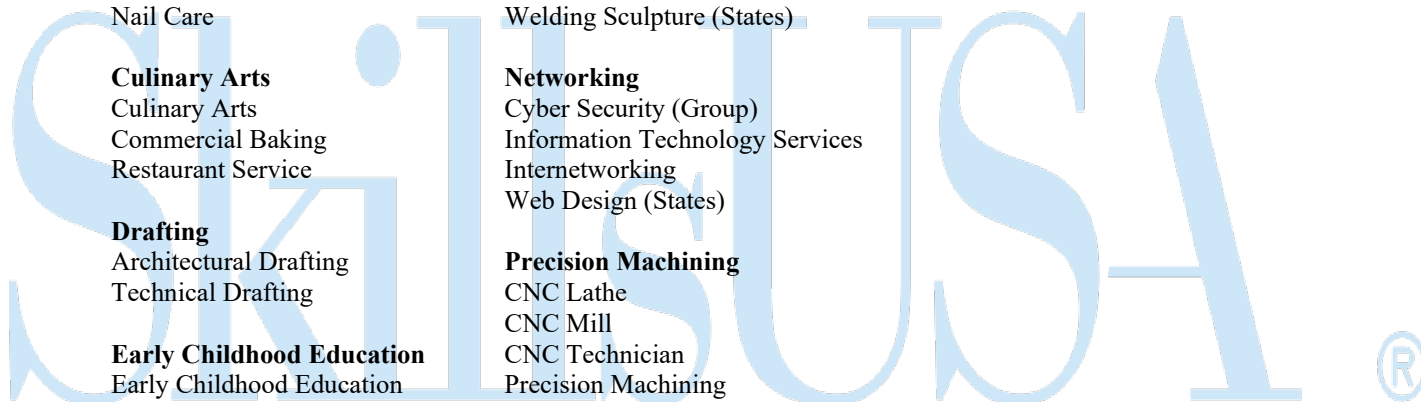 Nail Care
Culinary Arts
Culinary Arts
Commercial Baking
Restaurant Service
Drafting
Architectural Drafting
Technical Drafting
Early Childhood Education
Early Childhood Education
Welding Sculpture (States)
Networking
Cyber Security (Group)
Information Technology Services
Internetworking
Web Design (States)
Precision Machining
CNC Lathe
CNC Mill
CNC Technician
Precision Machining
SkillsUSA ®